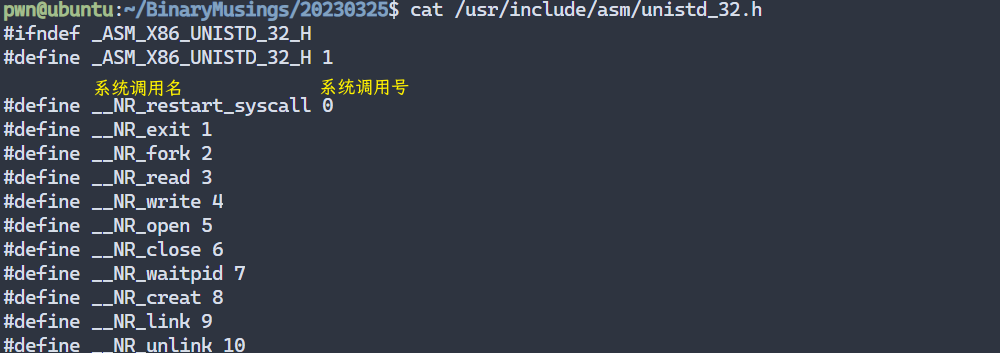 pwn@ubuntu:~/BinaryMusings/20230325$ cat /usr/include/asm/unistd_32.h
#ifndef _ASM_X86_UNISTD_32_H
#define _ASM_X86_UNISTD_32_H 1
系统调用名 系统调用号
#define __NR_restart_syscall 0
#define __NR_exit 1
#define __NR_fork 2
#define __NR_read 3
#define __NR_write 4
#define __NR_open 5
#define __NR_close 6
#define __NR_waitpid 7
#define __NR_creat 8
#define __NR_link 9
#define __NR_unlink 10